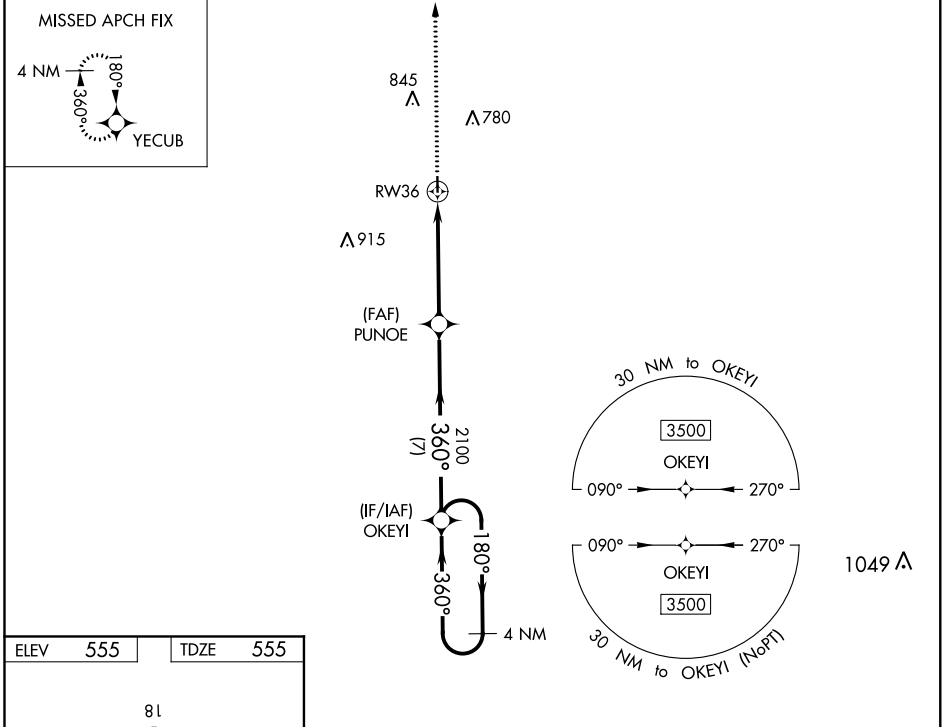 MISSED APCH FIX
4 NM
180°
360°
YECUB
845
780
RW36
915
(FAF)
PUNOE
2100
360°
(7)
(IF/IAF)
OKEYI
180°
360°
4 NM
30 NM to OKEYI
3500
OKEYI
090°
270°
090°
270°
OKEYI
3500
30 NM to OKEYI (NoPT)
1049
ELEV 555
TDZE 555
18